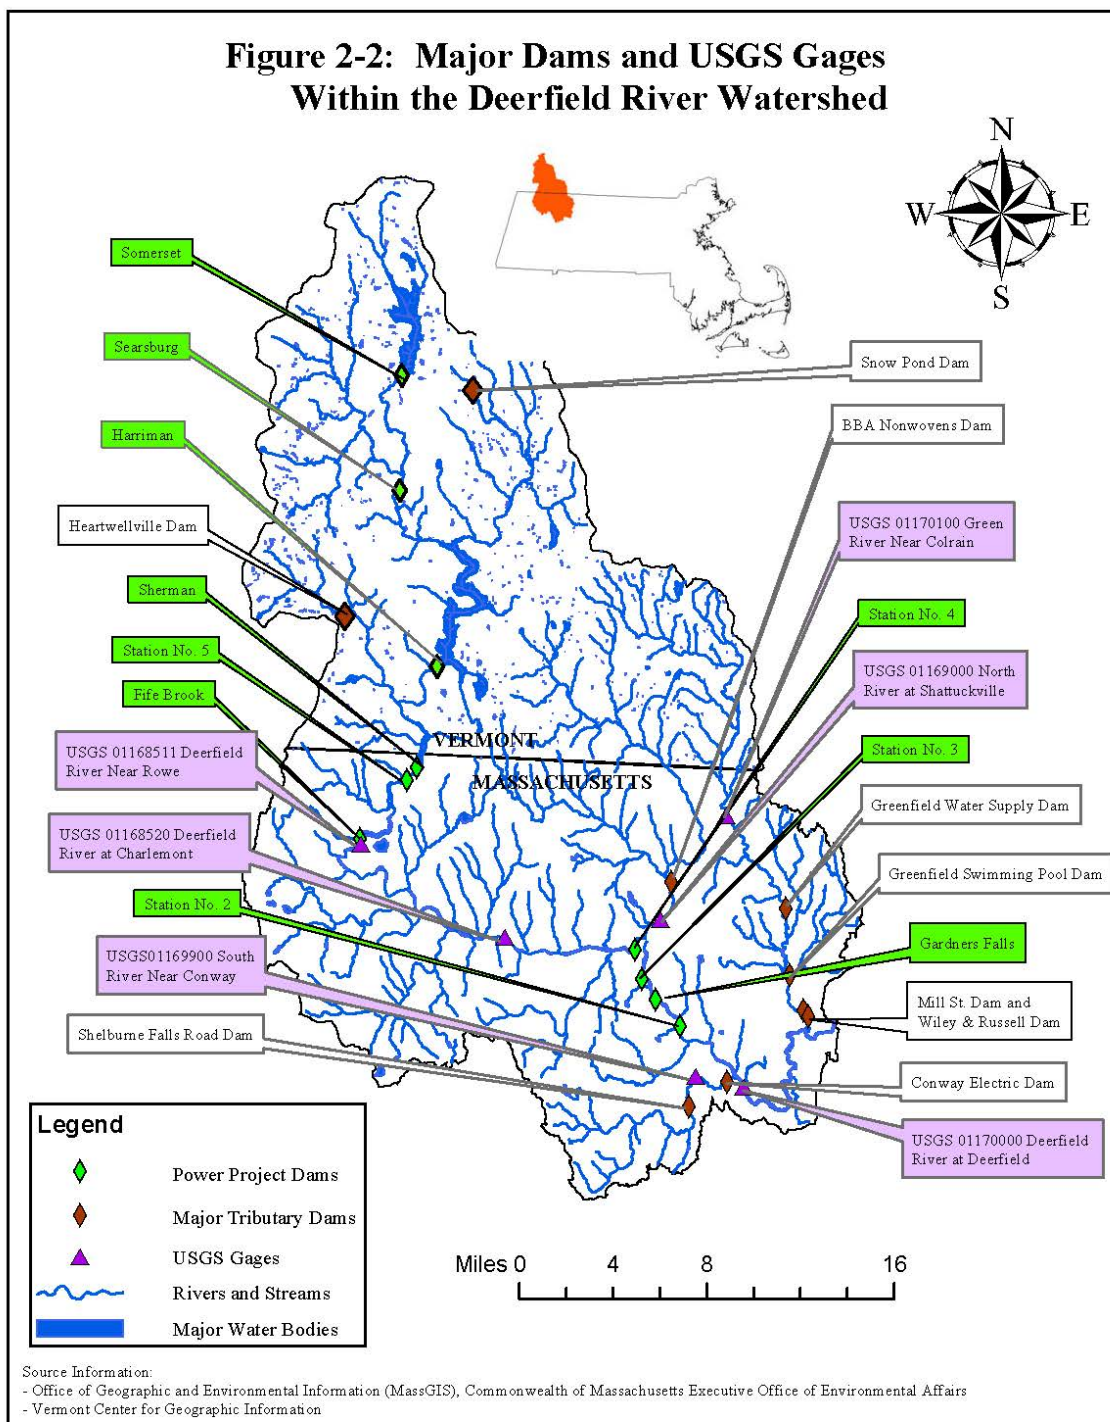 Figure 2-2: Major Dams and USGS Gages
Within the Deerfield River Watershed
N
W
E
S
Somerset
Searsburg
Harriman
Heartwellville Dam
Sherman
Station No. 5
Fife Brook
USGS 01168511 Deerfield
River Near Rowe
USGS 01168520 Deerfield
River at Charlemont
Station No. 2
USGS01169900 South
River Near Conway
Shelburne Falls Road Dam
VERMONT
MASSACHUSETTS
Snow Pond Dam
BBA Nonwovens Dam
USGS 01170100 Green
River Near Colrain
Station No. 4
USGS 01169000 North
River at Shattuckville
Station No. 3
Greenfield Water Supply Dam
Greenfield Swimming Pool Dam
Gardners Falls
Mill St. Dam and
Wiley & Russell Dam
Conway Electric Dam
USGS 01170000 Deerfield
River at Deerfield
Legend
Power Project Dams
Major Tributary Dams
USGS Gages
Rivers and Streams
Major Water Bodies
Miles 0 4 8 16
Source Information:
- Office of Geographic and Environmental Information (MassGIS), Commonwealth of Massachusetts Executive Office of Environmental Affairs
- Vermont Center for Geographic Information